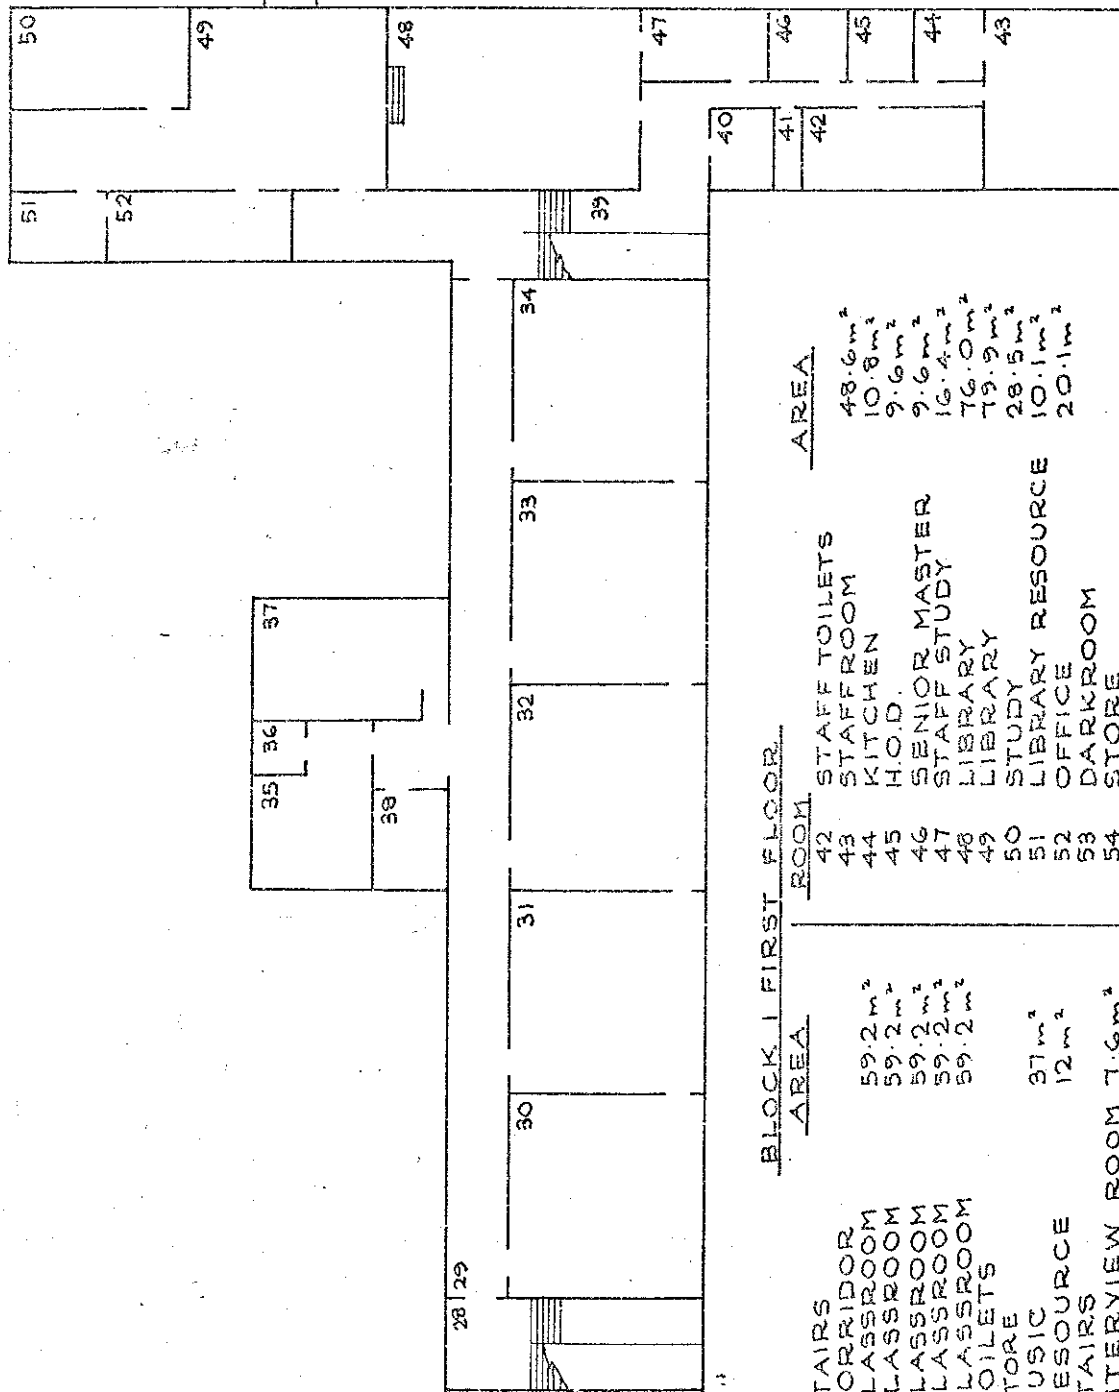 28
29
30
31
32
33
34
35
36
37
38
39
40
41
42
43
44
45
46
47
48
49
50
51
52
BLOCK 1 FIRST FLOOR
AREA
TAIRS
ORRIDOR
LASSROOM 59.2m²
LASSROOM 59.2m²
LASSROOM 59.2m²
LASSROOM 59.2m²
LASSROOM 59.2m²
OILETS
TORE
USIC 37m²
ESOURCE 12m²
TAIRS
NTERVIEW ROOM 7.6m²
ROOM AREA
42 STAFF TOILETS
43 STAFFROOM 48.6m²
44 KITCHEN 10.8m²
45 H.O.D. 9.6m²
46 SENIOR MASTER 9.6m²
47 STAFF STUDY 16.4m²
48 LIBRARY 76.0m²
49 LIBRARY 79.9m²
50 STUDY 28.5m²
51 LIBRARY RESOURCE 10.1m²
52 OFFICE 20.1m²
53 DARKROOM
54 STORE